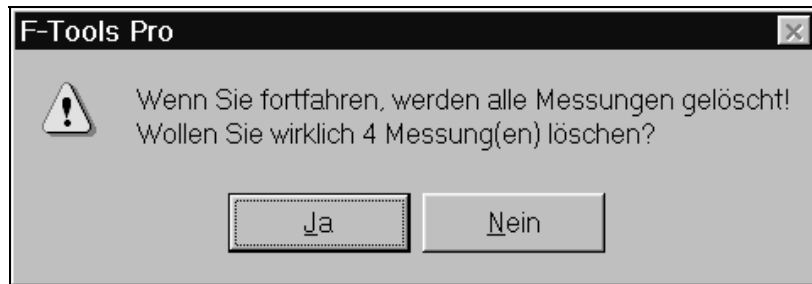 F-Tools Pro
Wenn Sie fortfahren, werden alle Messungen gelöscht!
Wollen Sie wirklich 4 Messung(en) löschen?
Ja
Nein